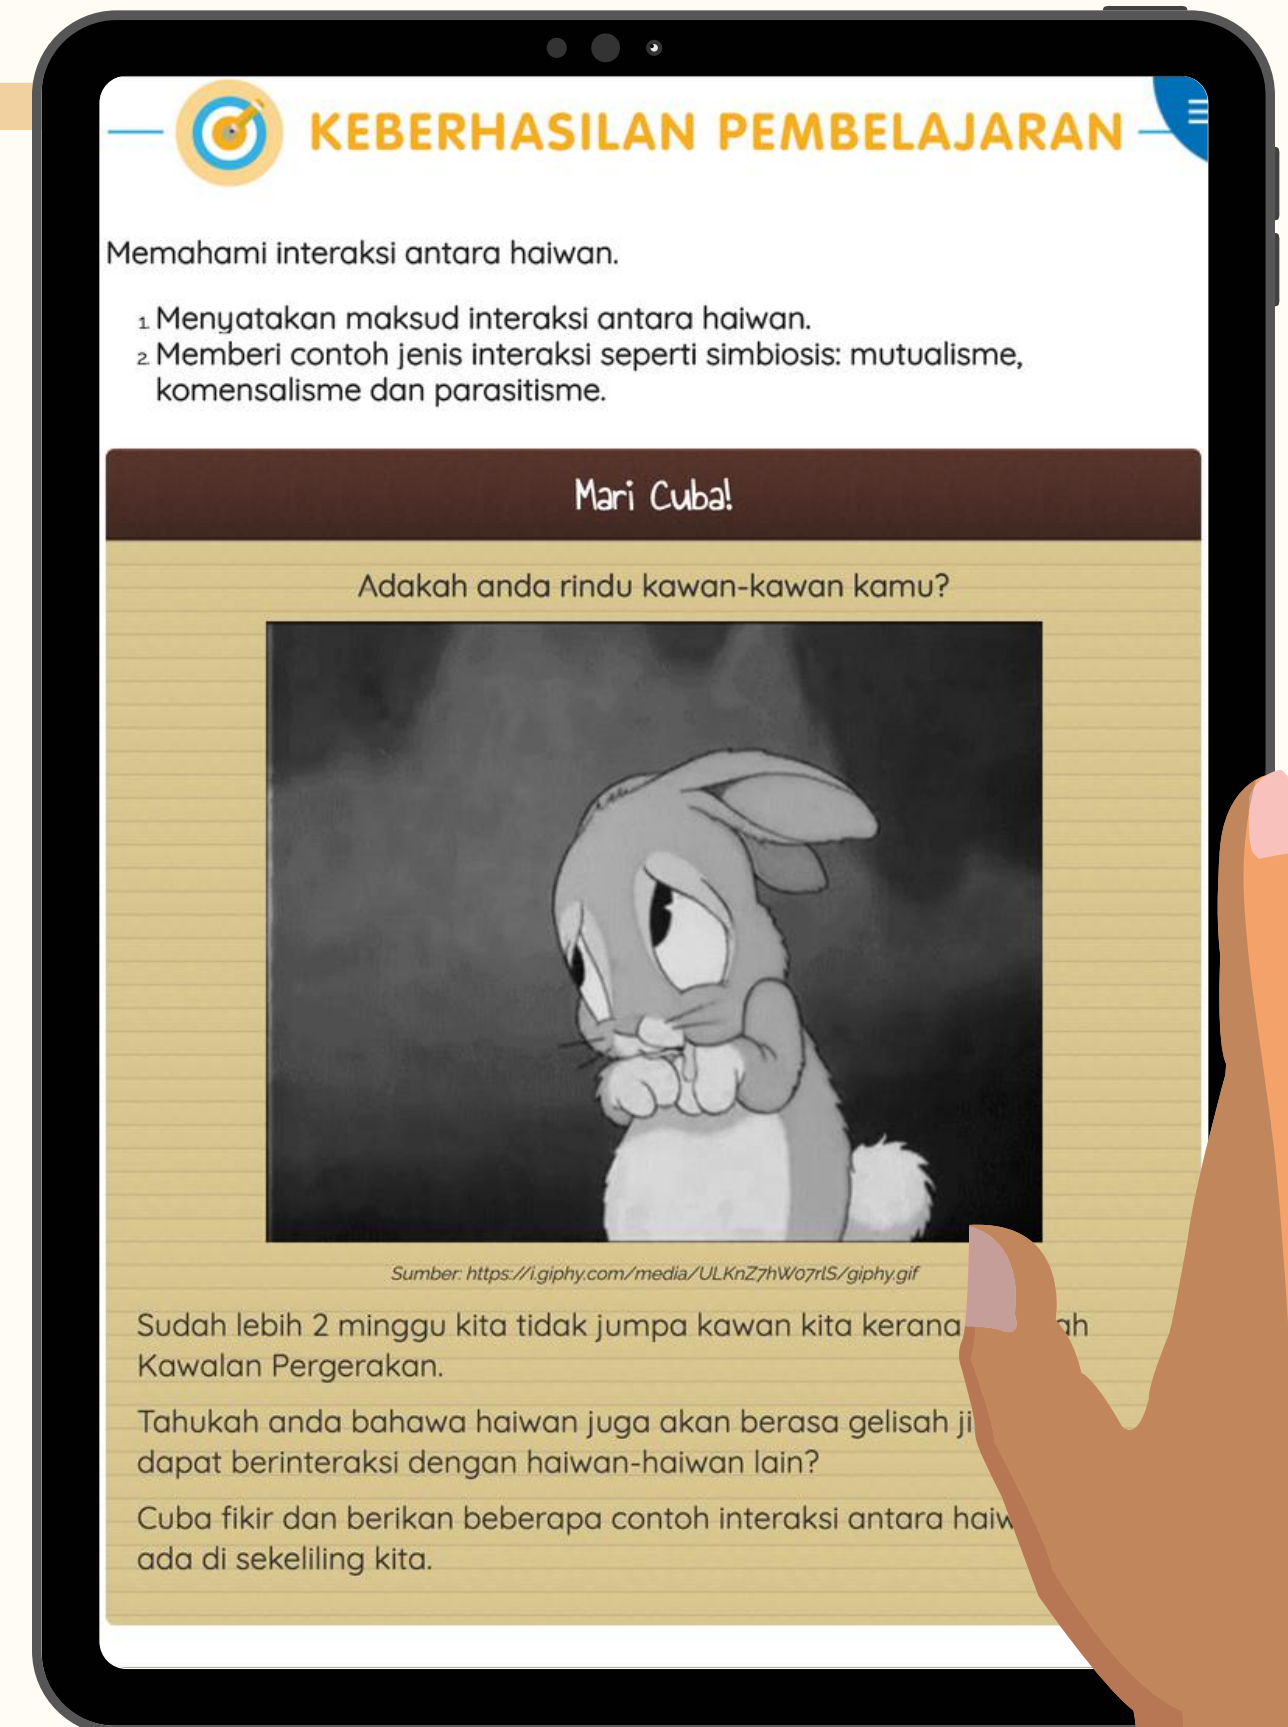 KEBERHASILAN PEMBELAJARAN
Memahami interaksi antara haiwan.
1. Menyatakan maksud interaksi antara haiwan.
2. Memberi contoh jenis interaksi seperti simbiosis: mutualisme,
komensalisme dan parasitisme.
Mari Cuba!
Adakah anda rindu kawan-kawan kamu?
Sumber: https://i.giphy.com/media/ULKnZ7hWo7rlS/giphy.gif
Sudah lebih 2 minggu kita tidak jumpa kawan kita kerana
Kawalan Pergerakan.
Tahukah anda bahawa haiwan juga akan berasa gelisah
dapat berinteraksi dengan haiwan-haiwan lain?
Cuba fikir dan berikan beberapa contoh interaksi antara
ada di sekeliling kita.